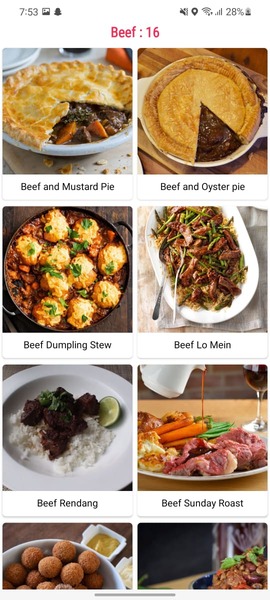 7:53
28%
Beef : 16
Beef and Mustard Pie
Beef and Oyster pie
Beef Dumpling Stew
Beef Lo Mein
Beef Rendang
Beef Sunday Roast